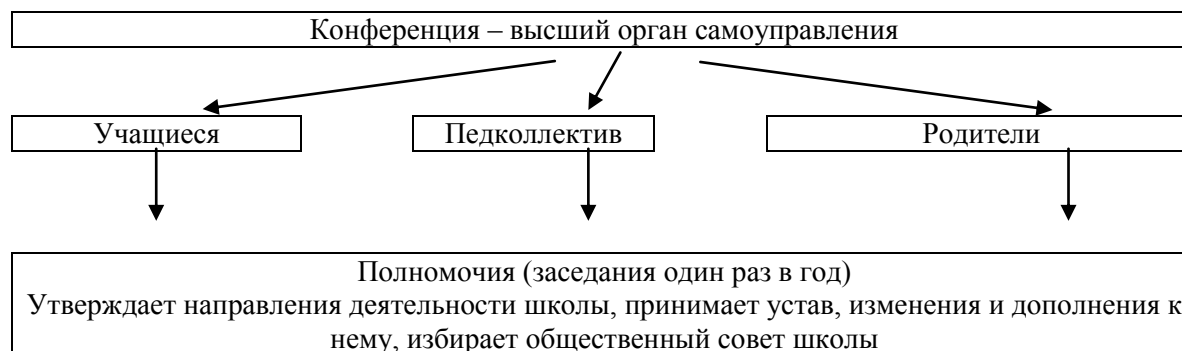 Конференция – высший орган самоуправления
Учащиеся
Педколлектив
Родители
Полномочия (заседания один раз в год)
Утверждает направления деятельности школы, принимает устав, изменения и дополнения к
нему, избирает общественный совет школы